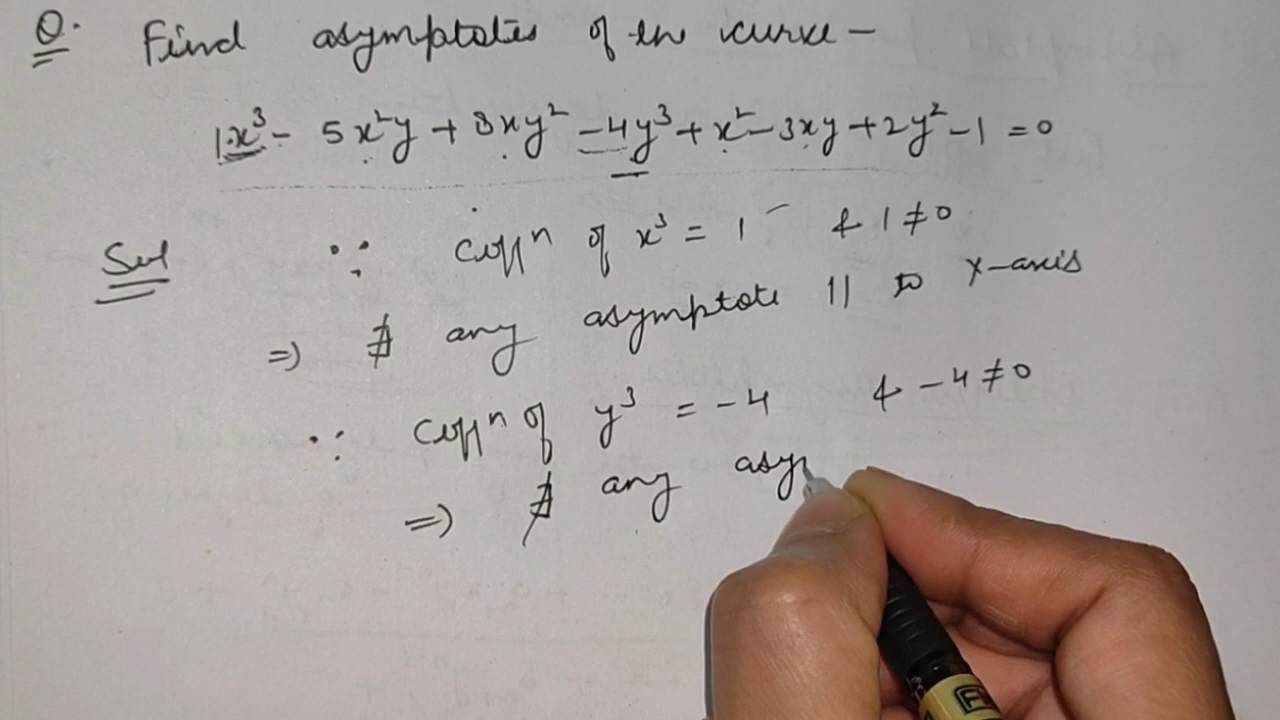 Q. Find asymptotes of the curve -
1.x³ - 5x²y + 8xy² - 4y³ + x² - 3xy + 2y² - 1 = 0
Sol ∵ Coffⁿ of x³ = 1 & 1 ≠ 0
=) ∄ any asymptote || to x-axis
∵ Coffⁿ of y³ = -4 & -4 ≠ 0
=) ∄ any asy